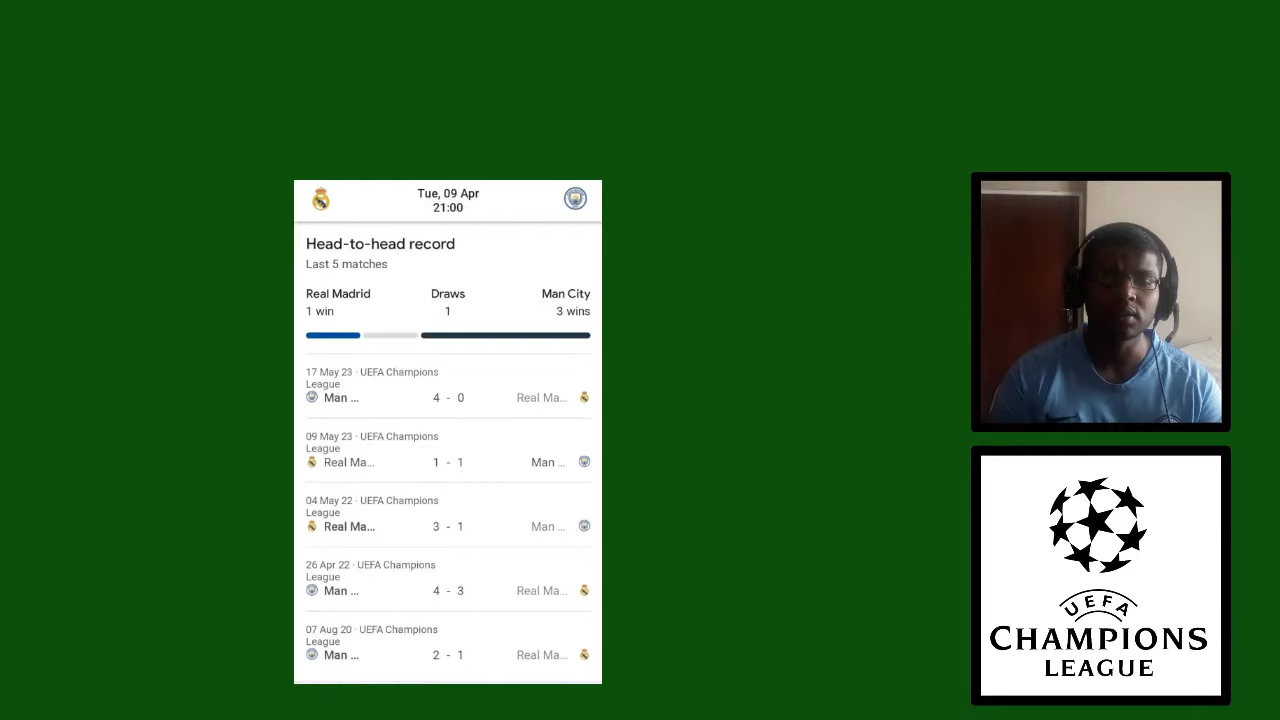 Tue, 09 Apr
21:00
Head-to-head record
Last 5 matches
Real Madrid Draws Man City
1 win 1 3 wins
17 May 23 · UEFA Champions
League
Man ... 4 - 0 Real Ma...
09 May 23 · UEFA Champions
League
Real Ma... 1 - 1 Man ...
04 May 22 · UEFA Champions
League
Real Ma... 3 - 1 Man ...
26 Apr 22 · UEFA Champions
League
Man ... 4 - 3 Real Ma...
07 Aug 20 · UEFA Champions
League
Man ... 2 - 1 Real Ma...
UEFA
CHAMPIONS
LEAGUE